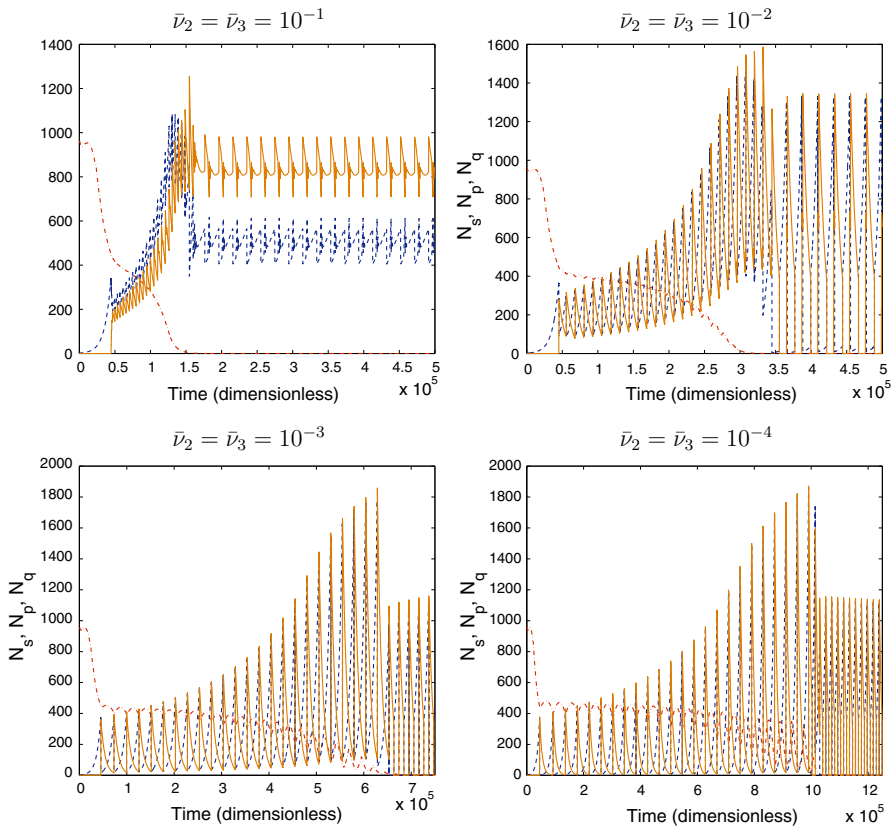 ν̄₂ = ν̄₃ = 10⁻¹
1400
1200
1000
800
600
400
200
0
0 0.5 1 1.5 2 2.5 3 3.5 4 4.5 5
Time (dimensionless)
x 10⁵
ν̄₂ = ν̄₃ = 10⁻²
N_s, N_p, N_q
1600
1400
1200
1000
800
600
400
200
0
0 0.5 1 1.5 2 2.5 3 3.5 4 4.5 5
Time (dimensionless)
x 10⁵
ν̄₂ = ν̄₃ = 10⁻³
N_s, N_p, N_q
2000
1800
1600
1400
1200
1000
800
600
400
200
0
0 1 2 3 4 5 6 7
Time (dimensionless)
x 10⁵
ν̄₂ = ν̄₃ = 10⁻⁴
N_s, N_p, N_q
2000
1800
1600
1400
1200
1000
800
600
400
200
0
0 2 4 6 8 10 12
Time (dimensionless)
x 10⁵